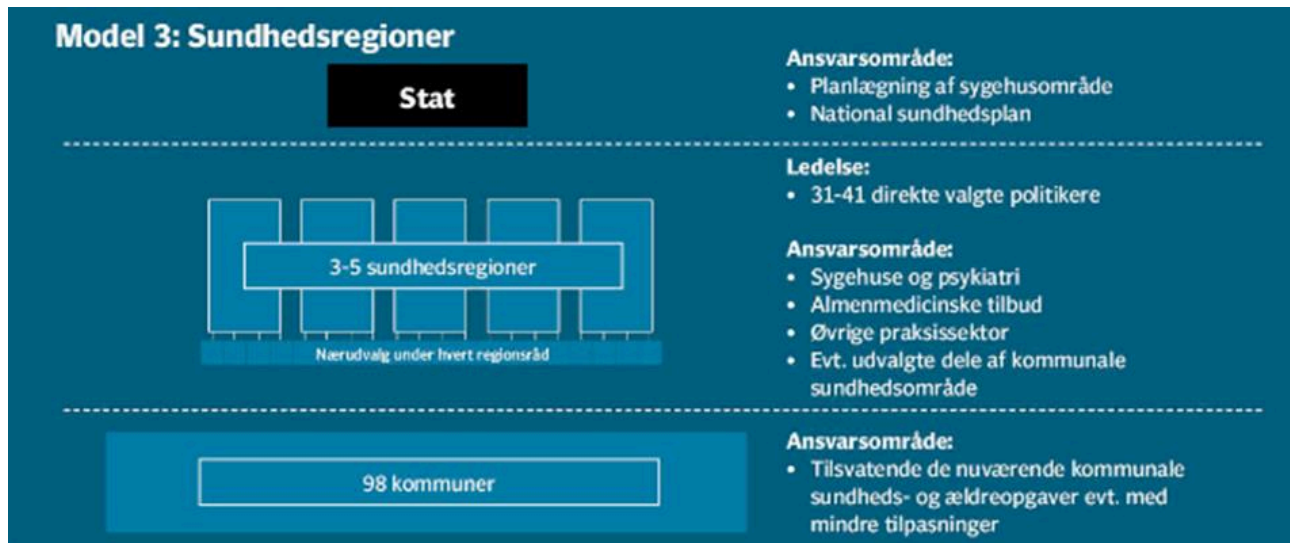 Model 3: Sundhedsregioner
Stat
Ansvarsområde:
• Planlægning af sygehusområde
• National sundhedsplan
3-5 sundhedsregioner
Nærudvalg under hvert regionsråd
Ledelse:
• 31-41 direkte valgte politikere
Ansvarsområde:
• Sygehuse og psykiatri
• Almenmedicinske tilbud
• Øvrige praksissektor
• Evt. udvalgte dele af kommunale
sundhedsområde
98 kommuner
Ansvarsområde:
• Tilsvatende de nuværende kommunale
sundheds- og ældreopgaver evt. med
mindre tilpasninger